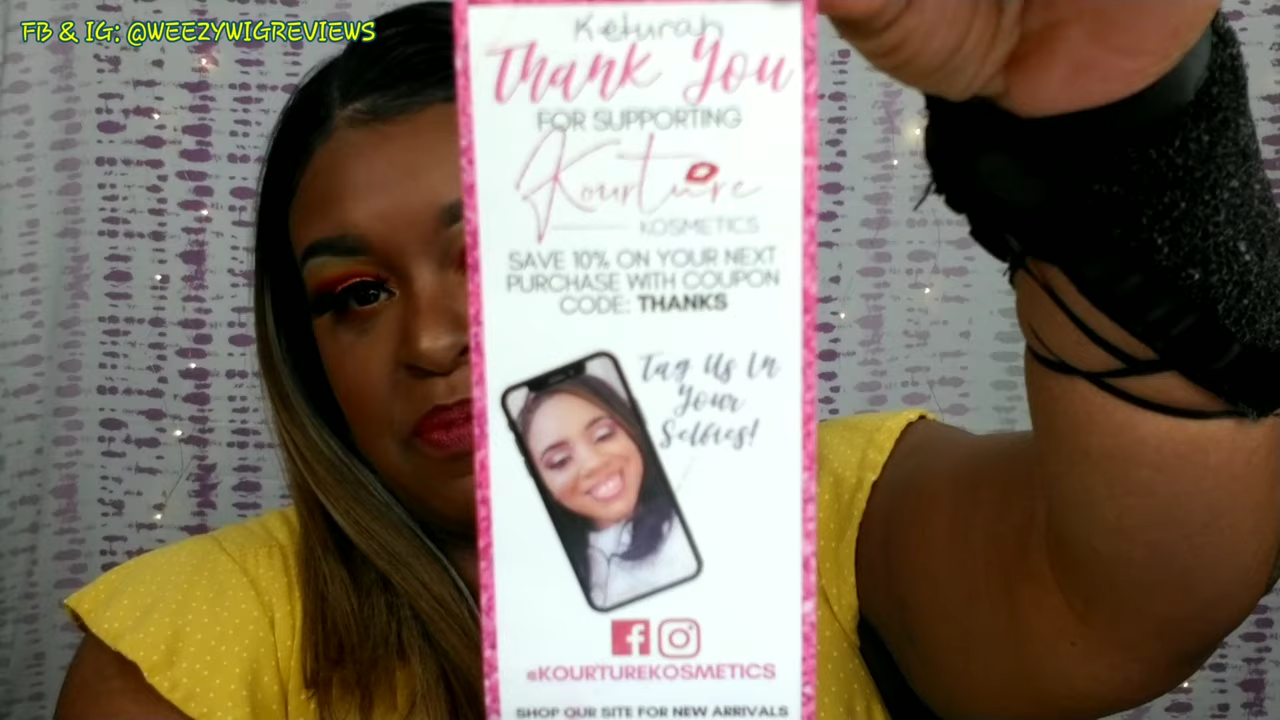 FB & IG: @WEEZYWIGREVIEWS
Keturah
Thank You
FOR SUPPORTING
Kourture
KOSMETICS
SAVE 10% ON YOUR NEXT
PURCHASE WITH COUPON
CODE: THANKS
Tag Us In
Your
Selfies!
@KOURTUREKOSMETICS
SHOP OUR SITE FOR NEW ARRIVALS